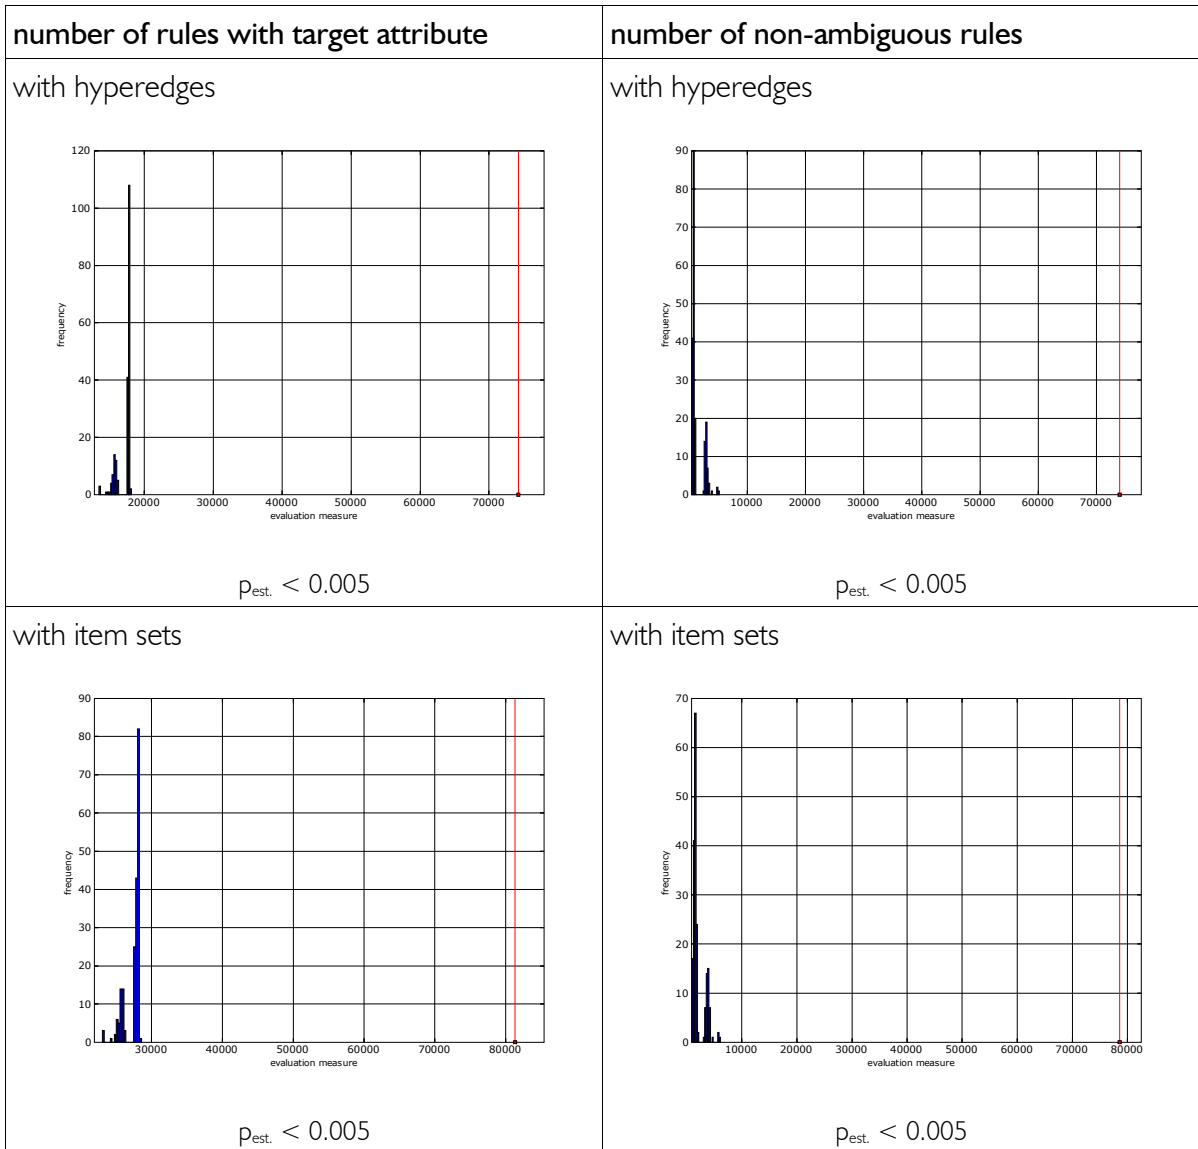 number of rules with target attribute
number of non-ambiguous rules
with hyperedges
with hyperedges
120
100
80
60
40
20
0
frequency
20000 30000 40000 50000 60000 70000
evaluation measure
p_est. < 0.005
90
80
70
60
50
40
30
20
10
0
frequency
10000 20000 30000 40000 50000 60000 70000
evaluation measure
p_est. < 0.005
with item sets
with item sets
90
80
70
60
50
40
30
20
10
0
frequency
30000 40000 50000 60000 70000 80000
evaluation measure
p_est. < 0.005
70
60
50
40
30
20
10
0
frequency
10000 20000 30000 40000 50000 60000 70000 80000
evaluation measure
p_est. < 0.005